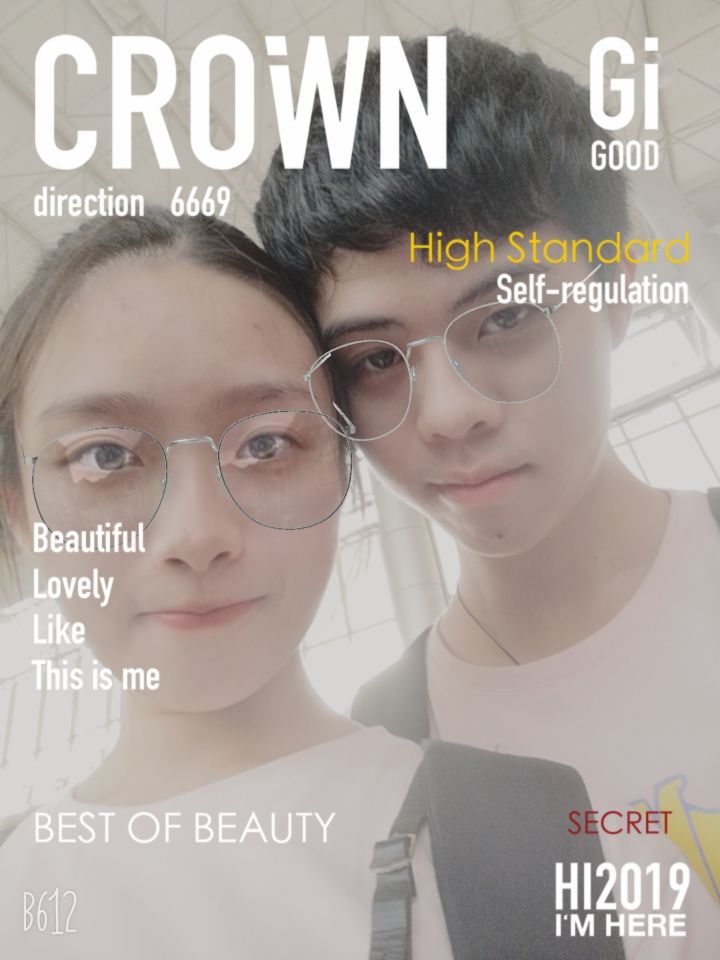 CROiWN
Gi
GOOD
direction 6669
High Standard
Self-regulation
Beautiful
Lovely
Like
This is me
BEST OF BEAUTY
SECRET
HI2019
I'M HERE
B612